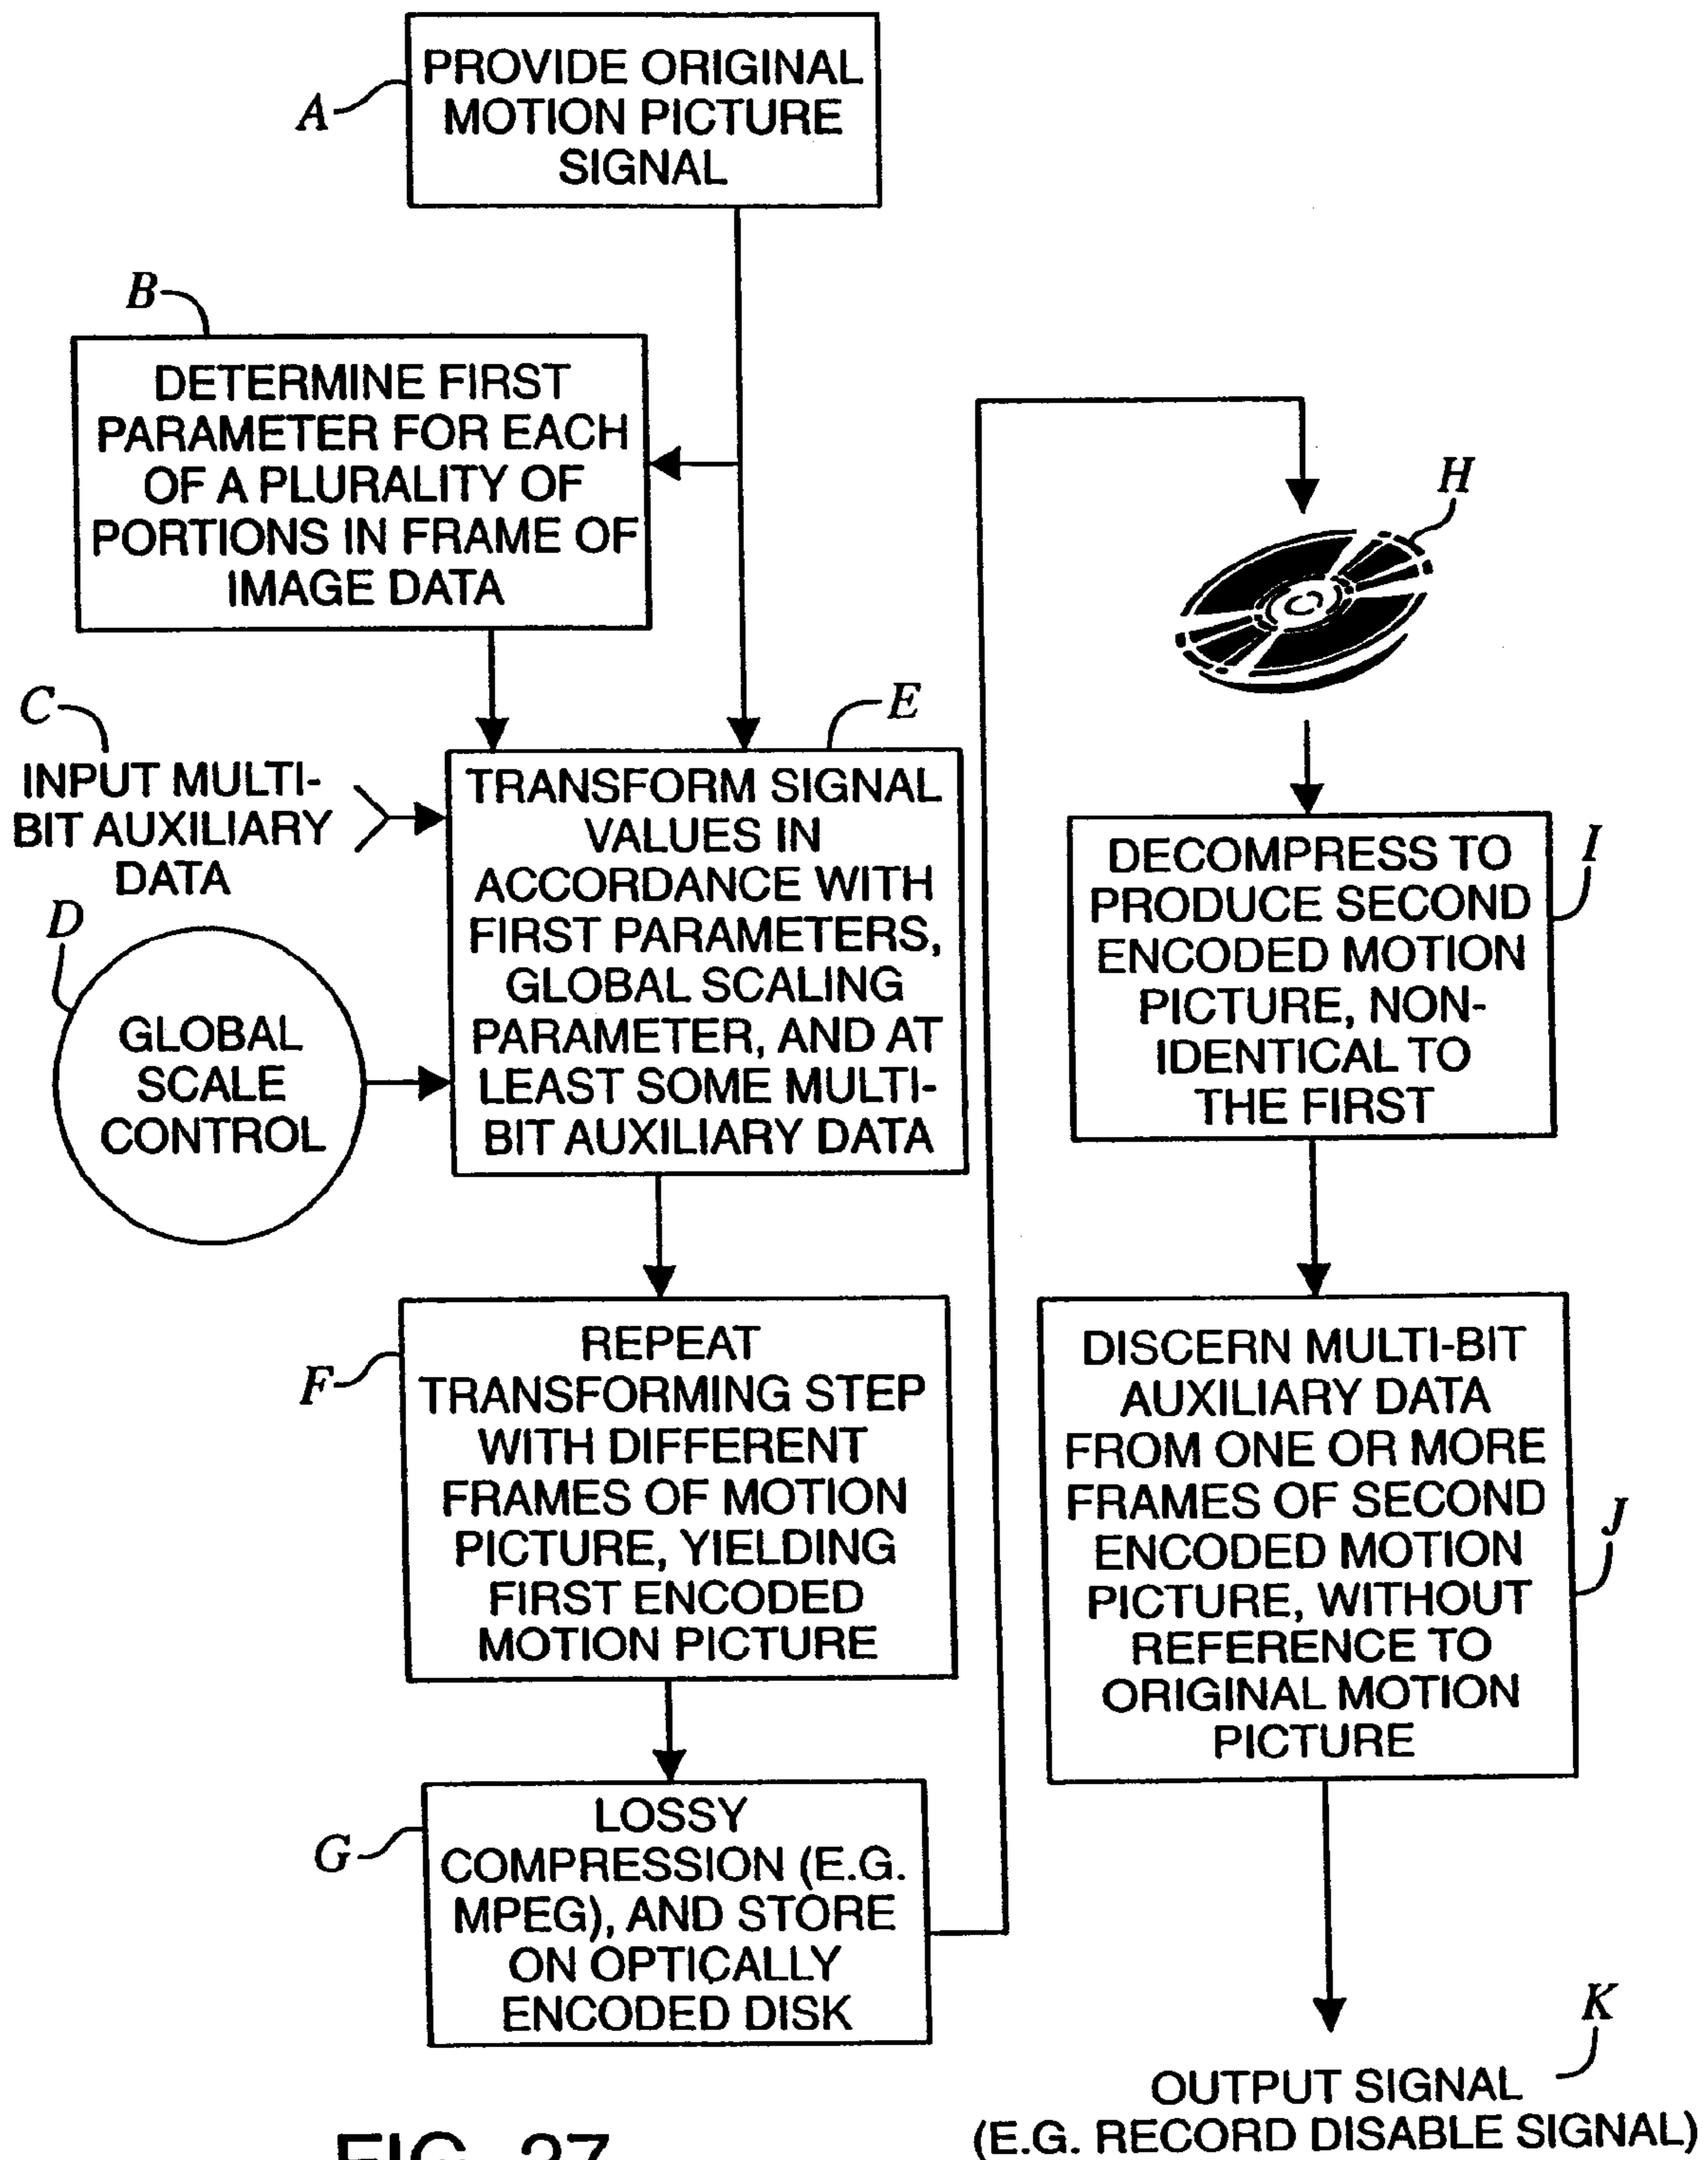 PROVIDE ORIGINAL
MOTION PICTURE
SIGNAL
A
B
DETERMINE FIRST
PARAMETER FOR EACH
OF A PLURALITY OF
PORTIONS IN FRAME OF
IMAGE DATA
C
INPUT MULTI-
BIT AUXILIARY
DATA
D
GLOBAL
SCALE
CONTROL
E
TRANSFORM SIGNAL
VALUES IN
ACCORDANCE WITH
FIRST PARAMETERS,
GLOBAL SCALING
PARAMETER, AND AT
LEAST SOME MULTI-
BIT AUXILIARY DATA
F
REPEAT
TRANSFORMING STEP
WITH DIFFERENT
FRAMES OF MOTION
PICTURE, YIELDING
FIRST ENCODED
MOTION PICTURE
G
LOSSY
COMPRESSION (E.G.
MPEG), AND STORE
ON OPTICALLY
ENCODED DISK
H
I
DECOMPRESS TO
PRODUCE SECOND
ENCODED MOTION
PICTURE, NON-
IDENTICAL TO
THE FIRST
J
DISCERN MULTI-BIT
AUXILIARY DATA
FROM ONE OR MORE
FRAMES OF SECOND
ENCODED MOTION
PICTURE, WITHOUT
REFERENCE TO
ORIGINAL MOTION
PICTURE
K
OUTPUT SIGNAL
(E.G. RECORD DISABLE SIGNAL)
FIG. 27